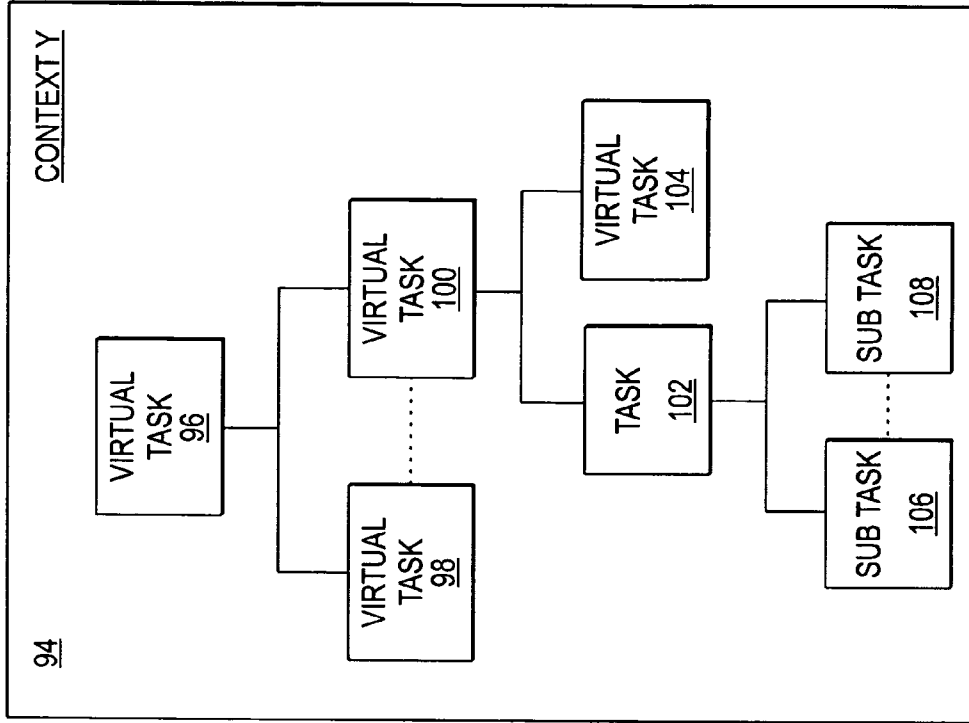 94
CONTEXT Y
VIRTUAL
TASK
96
VIRTUAL
TASK
98
VIRTUAL
TASK
100
TASK
102
VIRTUAL
TASK
104
SUB TASK
106
SUB TASK
108